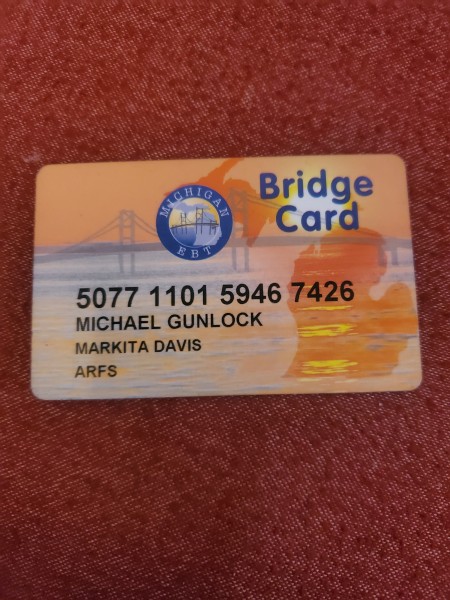 Bridge
Card
MICHIGAN
EBT
5077 1101 5946 7426
MICHAEL GUNLOCK
MARKITA DAVIS
ARFS